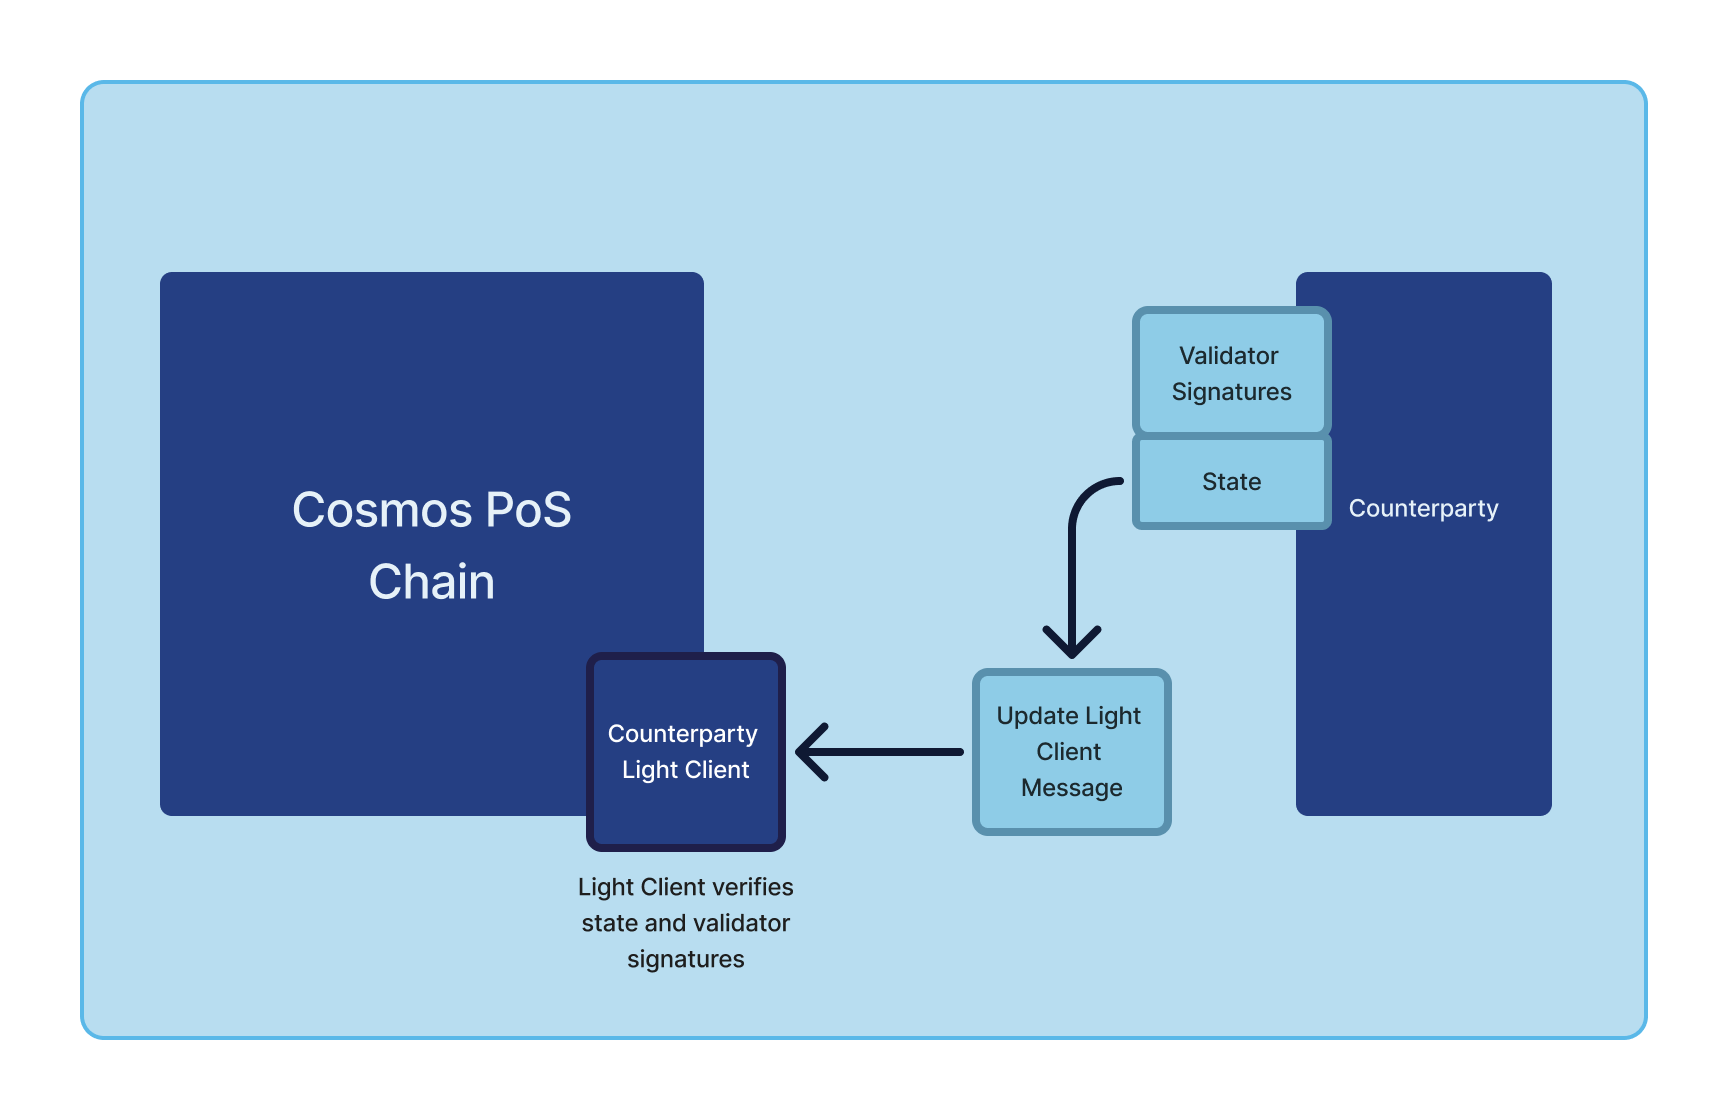 Cosmos PoS
Chain
Validator
Signatures
State
Counterparty
Counterparty
Light Client
Update Light
Client
Message
Light Client verifies
state and validator
signatures